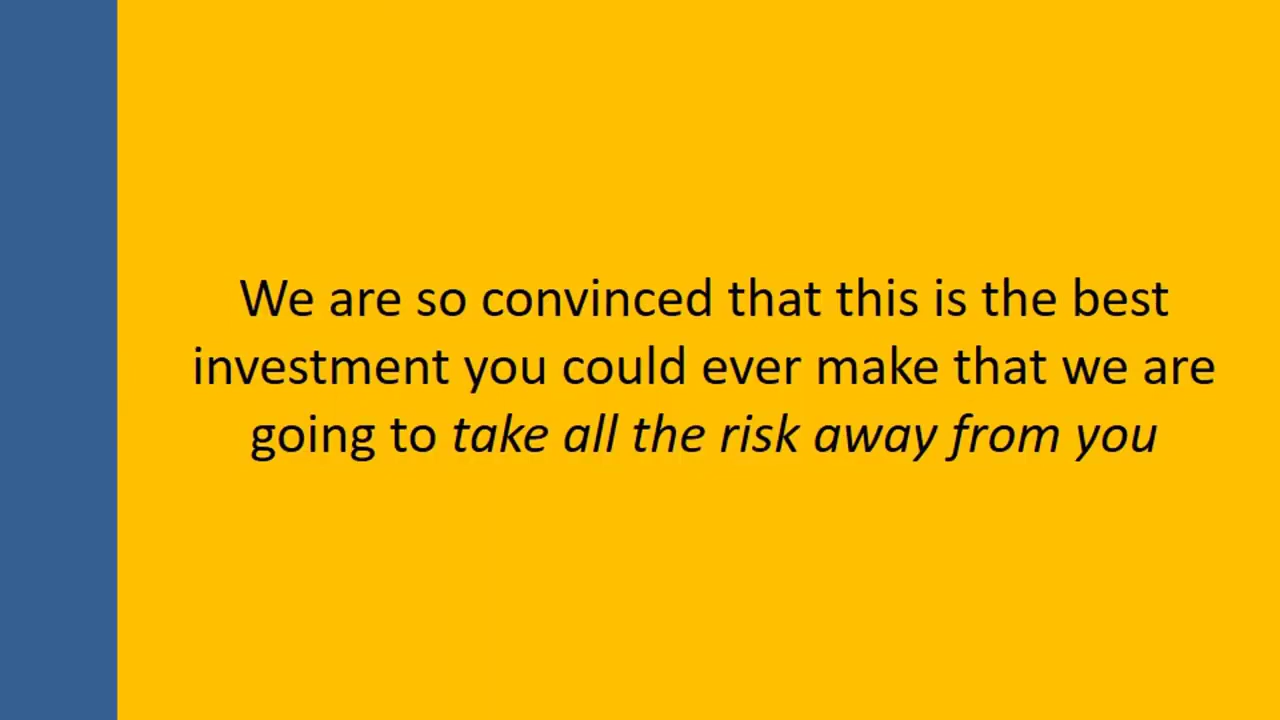 We are so convinced that this is the best
investment you could ever make that we are
going to take all the risk away from you